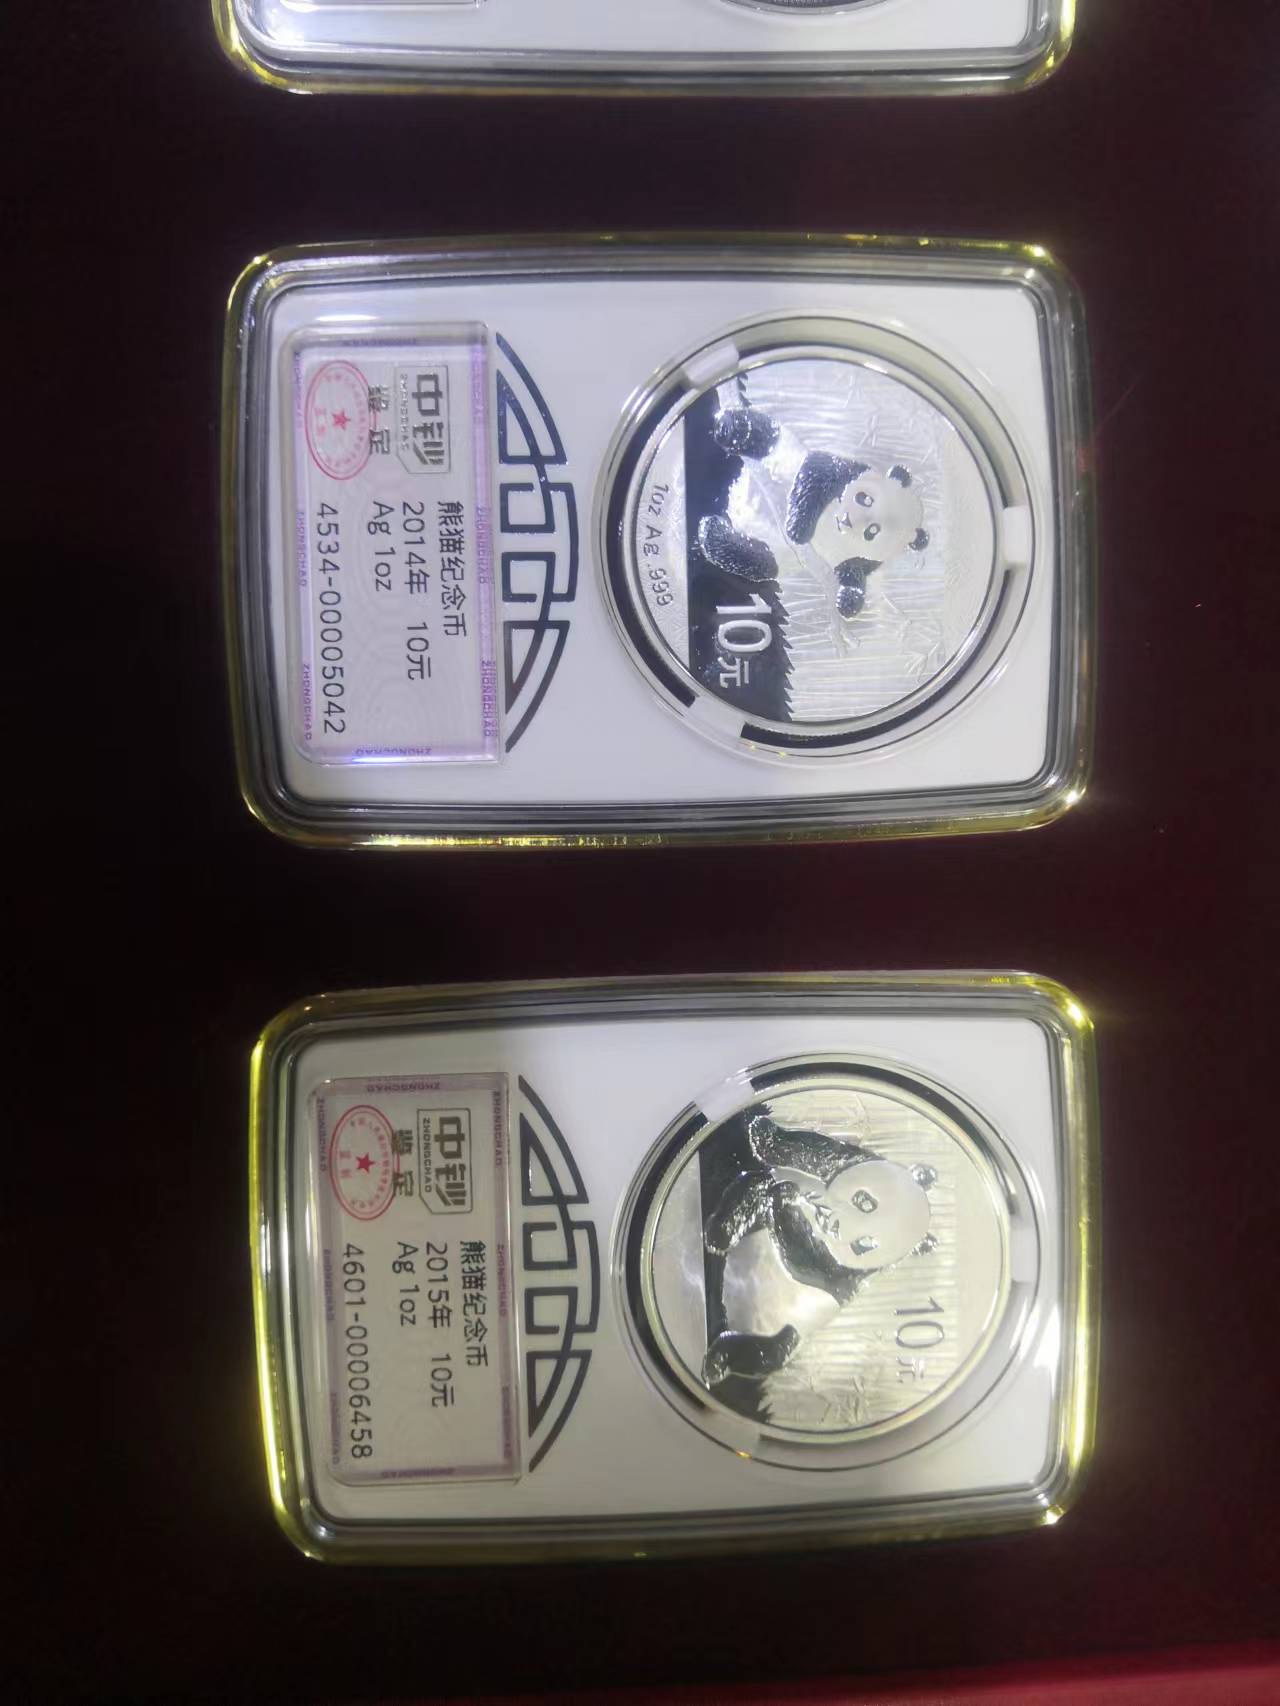 中钞
ZHONGCHAO
鉴定
熊猫纪念币
2014年 10元
Ag 1oz
4534-00005042
1oz Ag .999
10元
中钞
ZHONGCHAO
鉴定
熊猫纪念币
2015年 10元
Ag 1oz
4601-00006458
10元